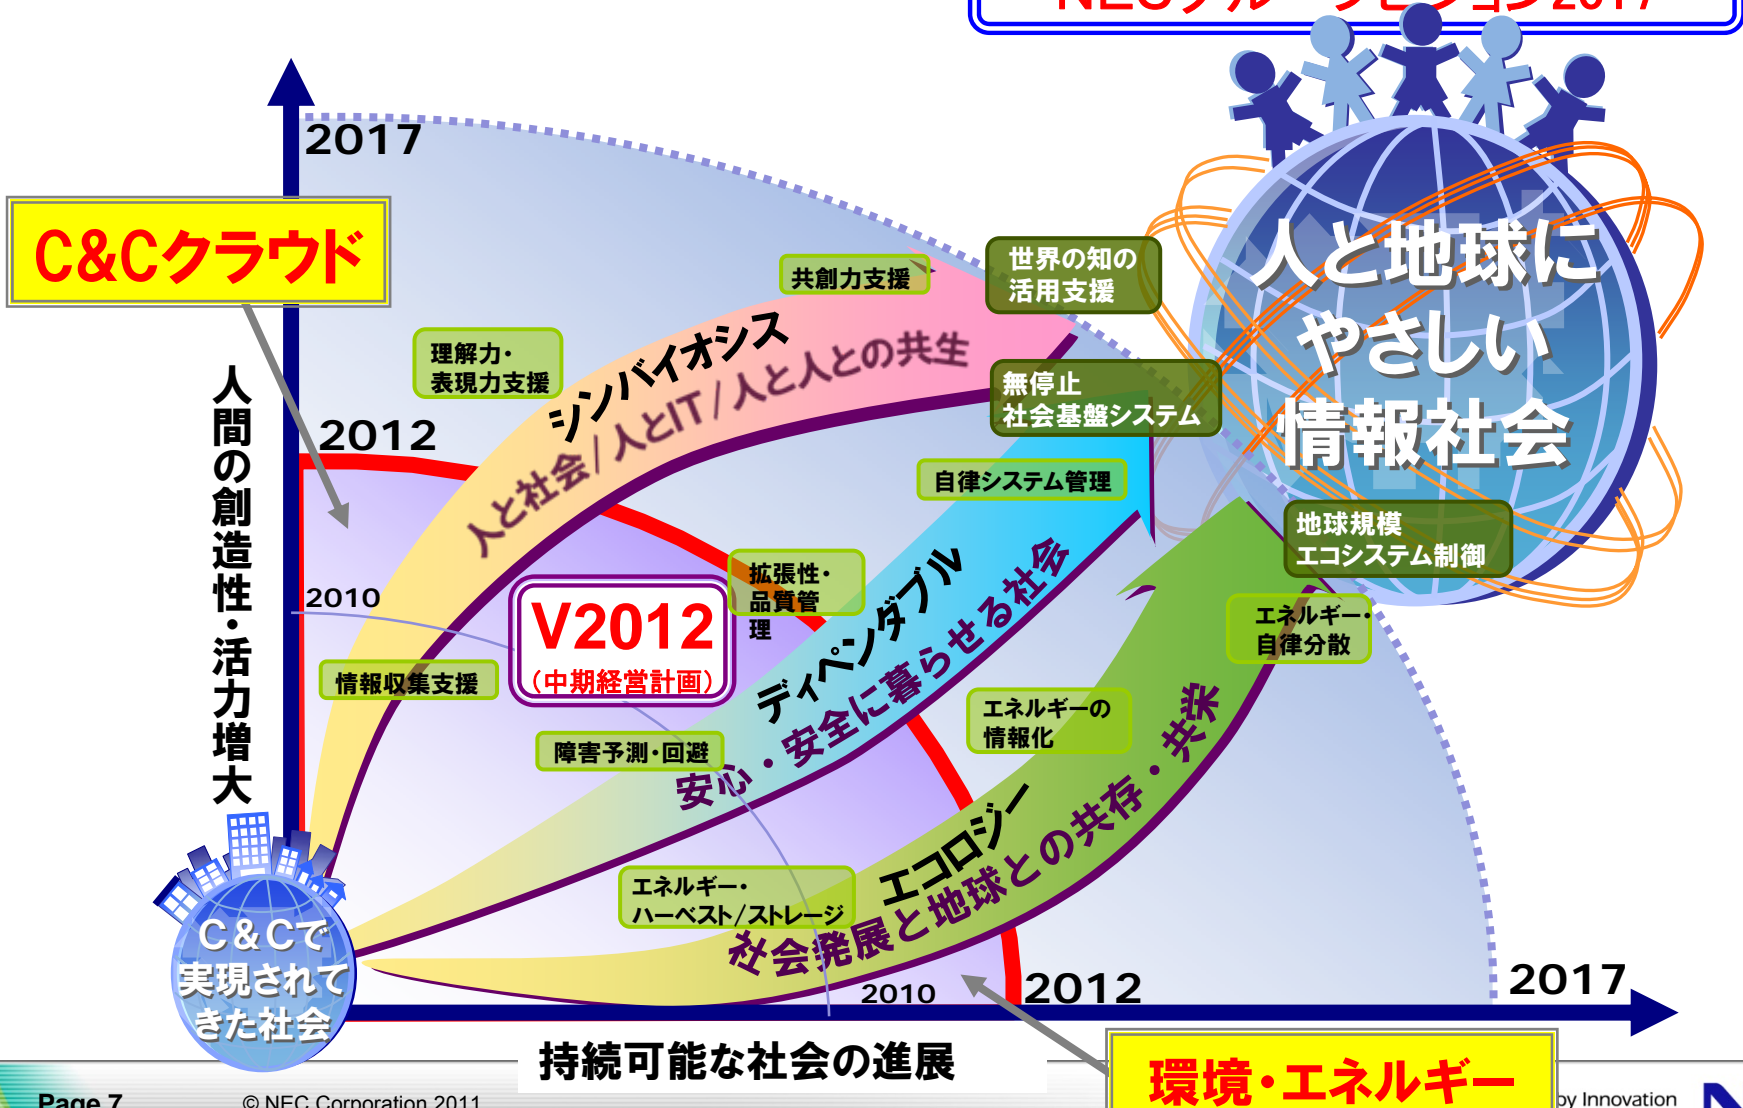 NECグループビジョン2017
2017
C&Cクラウド
人間の創造性・活力増大
共創力支援
世界の知の
活用支援
人と地球に
やさしい
情報社会
理解力・
表現力支援
シンバイオシス
人と社会/人とIT/人と人との共生
2012
無停止
社会基盤システム
自律システム管理
地球規模
エコシステム制御
2010
V2012
(中期経営計画)
拡張性・
品質管
理
ディペンダブル
安心・安全に暮らせる社会
エネルギー・
自律分散
情報収集支援
障害予測・回避
エネルギーの
情報化
エコロジー
社会発展と地球との共存・共栄
エネルギー・
ハーベスト/ストレージ
C&Cで
実現されて
きた社会
2010
2012
2017
持続可能な社会の進展
環境・エネルギー
Page 7
© NEC Corporation 2011
by Innovation